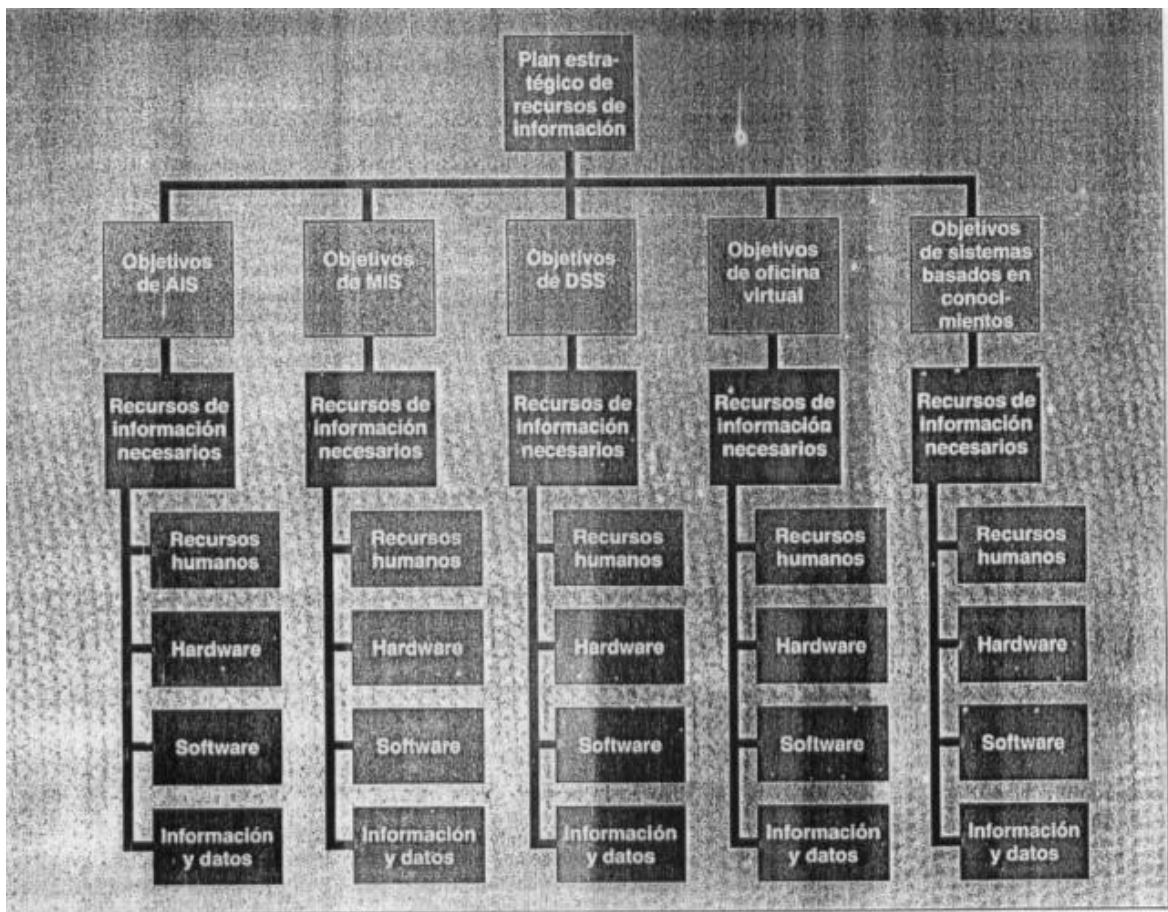 Plan estra-
tégico de
recursos de
información
Objetivos
de AIS
Objetivos
de MIS
Objetivos
de DSS
Objetivos
de oficina
virtual
Objetivos
de sistemas
basados en
conoci-
mientos
Recursos de
información
necesarios
Recursos de
información
necesarios
Recursos de
información
necesarios
Recursos de
información
necesarios
Recursos de
información
necesarios
Recursos
humanos
Recursos
humanos
Recursos
humanos
Recursos
humanos
Recursos
humanos
Hardware
Hardware
Hardware
Hardware
Hardware
Software
Software
Software
Software
Software
Información
y datos
Información
y datos
Información
y datos
Información
y datos
Información
y datos